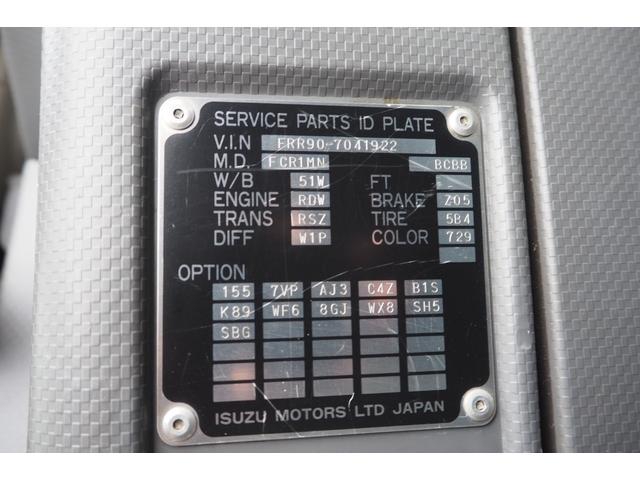 SERVICE PARTS ID PLATE
V.I.N FRR90-7041922
M.D. FCR1MN BCBB
W/B 51W FT -
ENGINE RDW BRAKE Z05
TRANS RSZ TIRE 5B4
DIFF W1P COLOR 729
OPTION
155 7VP AJ3 C4Z B1S
K89 WF6 8GJ WX8 SH5
SBG
ISUZU MOTORS LTD JAPAN